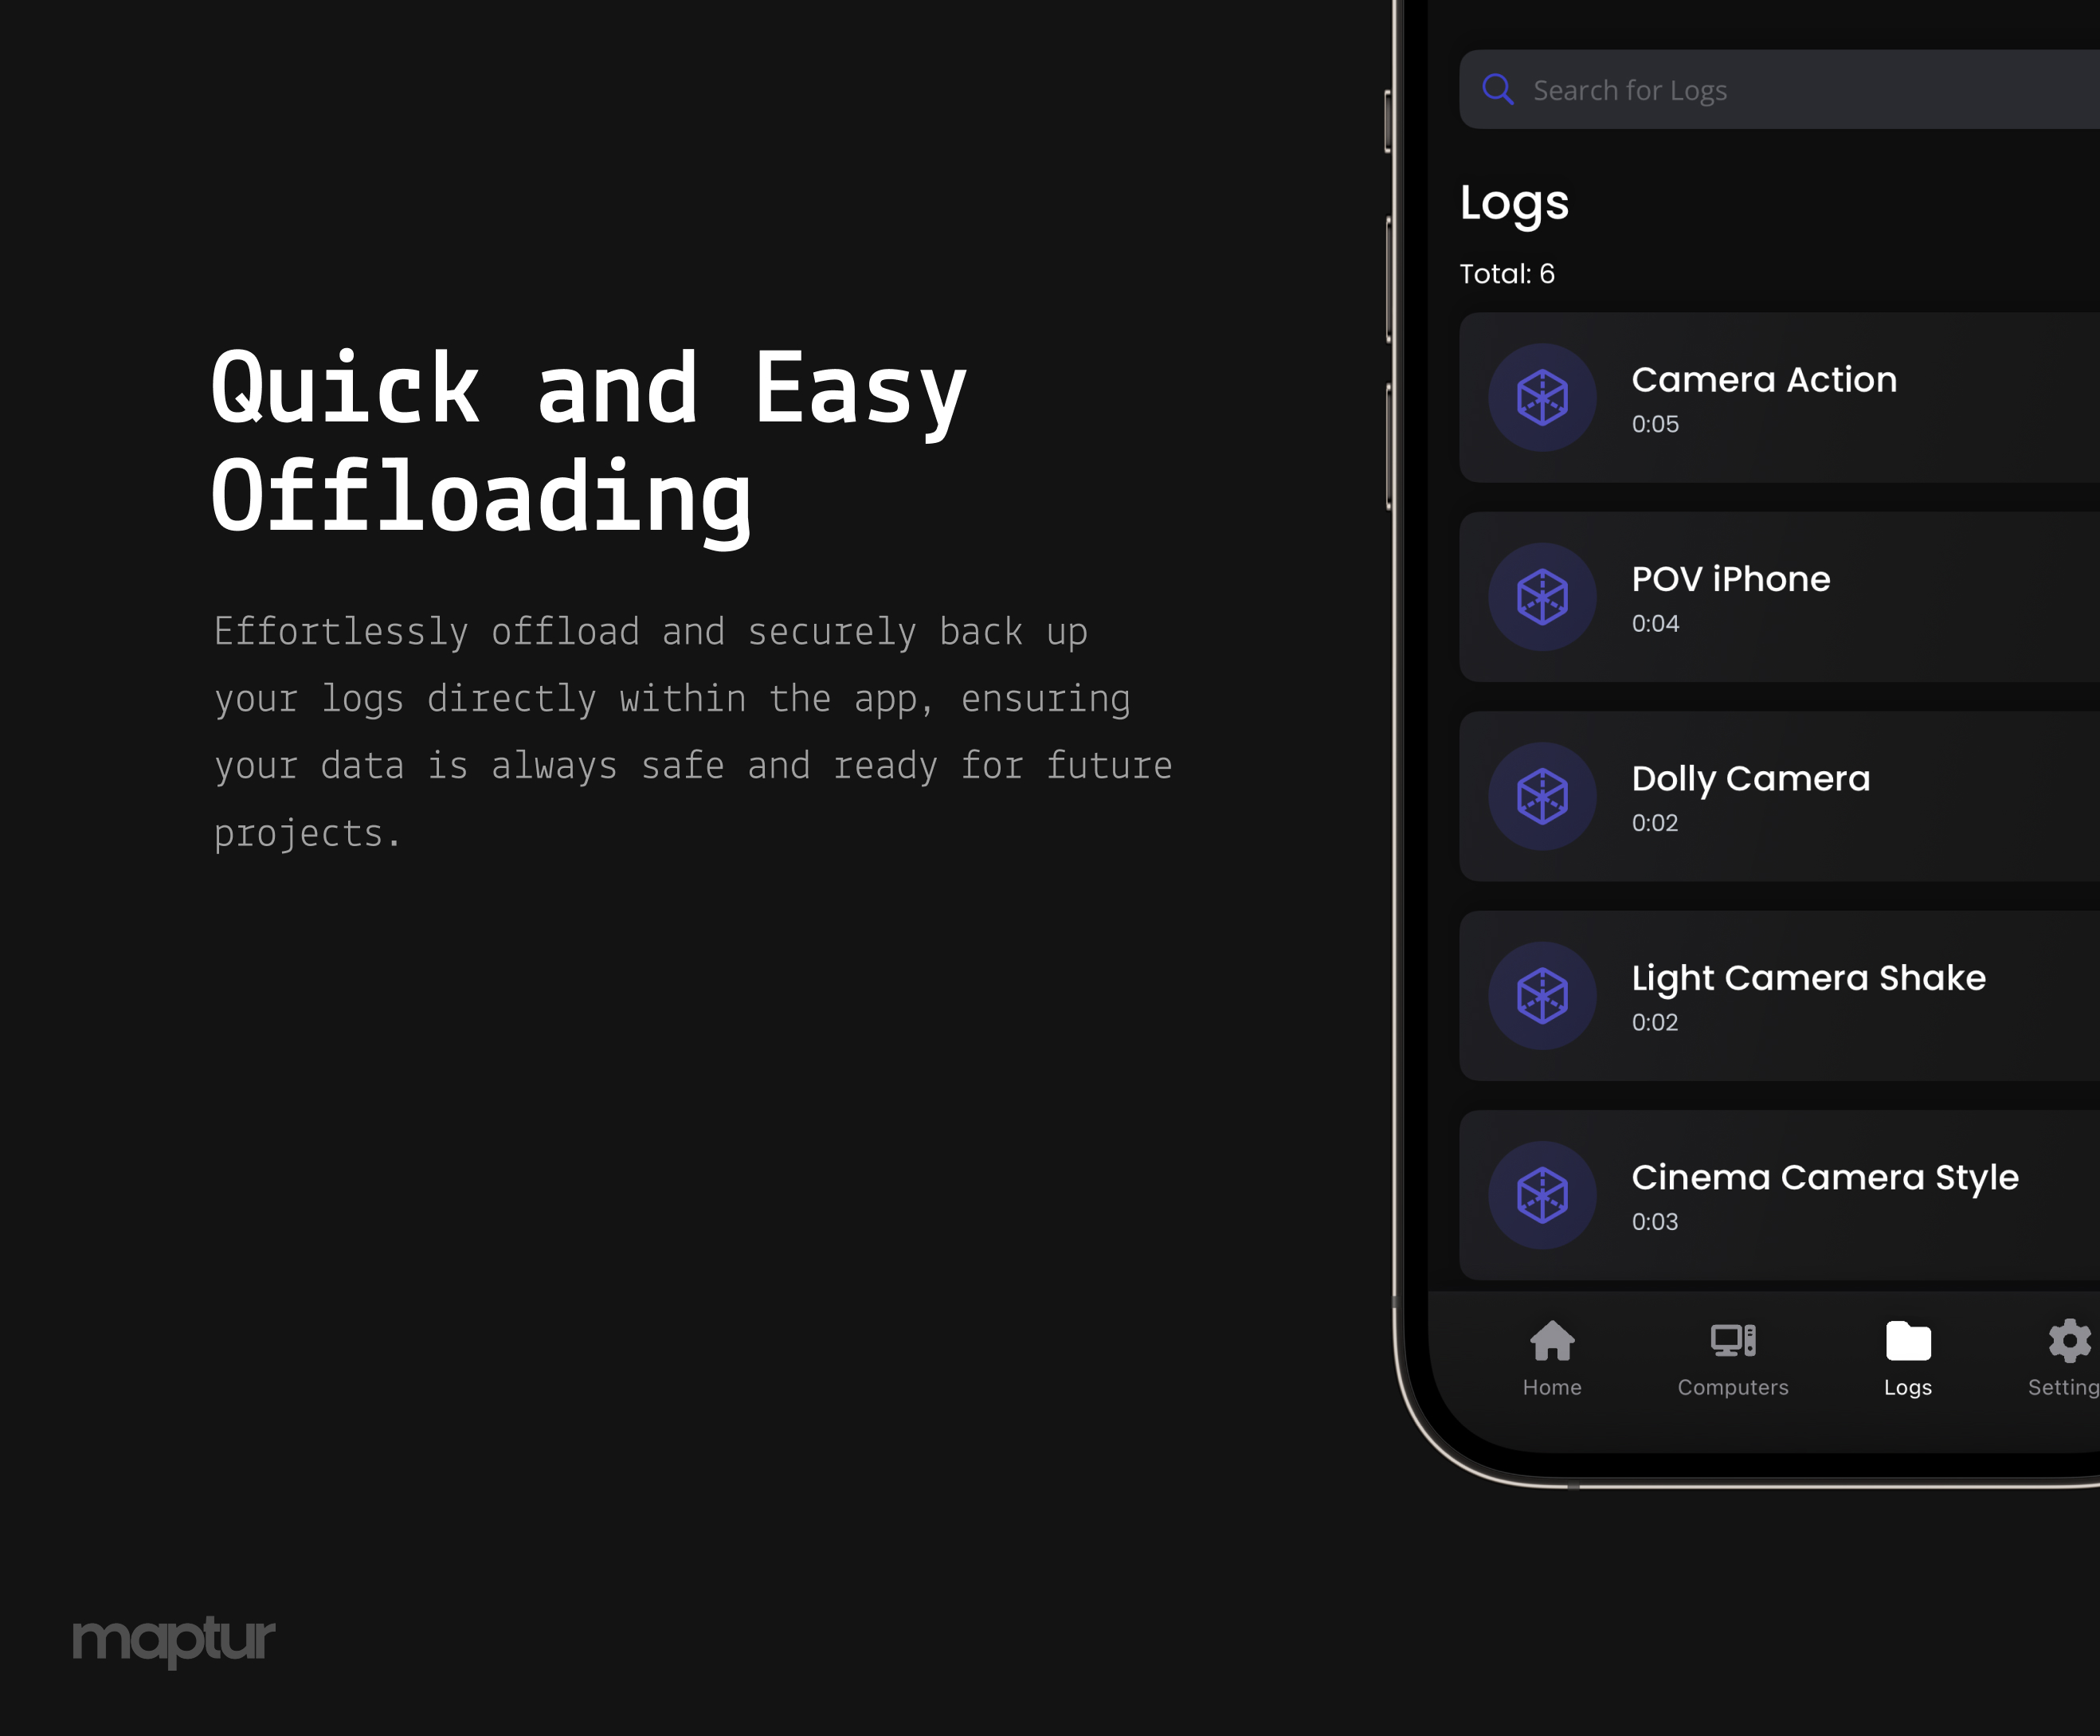 Quick and Easy
Offloading
Effortlessly offload and securely back up
your logs directly within the app, ensuring
your data is always safe and ready for future
projects.
Search for Logs
Logs
Total: 6
Camera Action
0:05
POV iPhone
0:04
Dolly Camera
0:02
Light Camera Shake
0:02
Cinema Camera Style
0:03
Home Computers Logs Setting
maptur